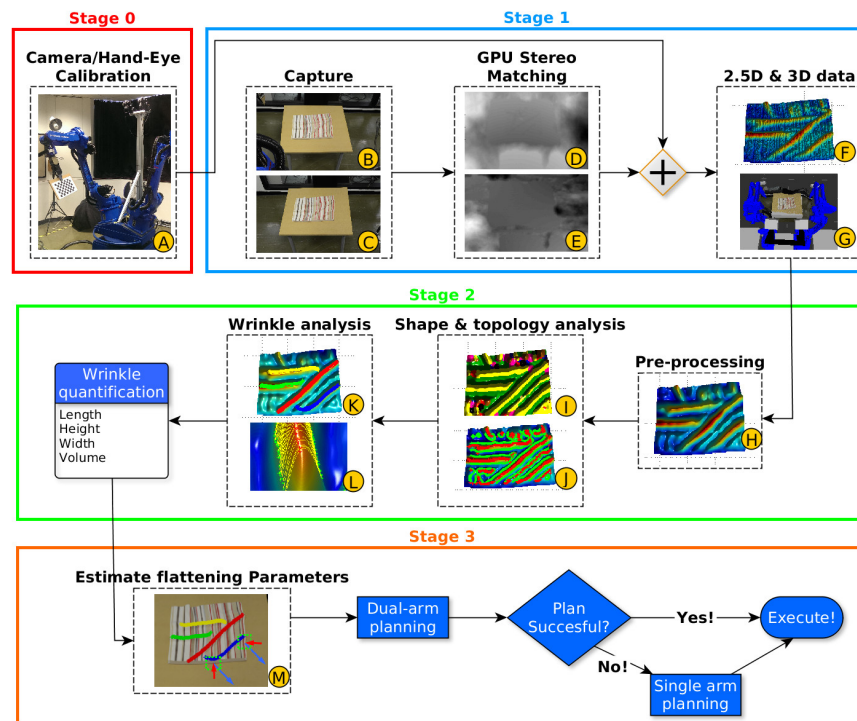 Stage 0
Stage 1
Camera/Hand-Eye
Calibration
A
Capture
B
C
GPU Stereo
Matching
D
E
+
2.5D & 3D data
F
G
Stage 2
Wrinkle
quantification
Length
Height
Width
Volume
Wrinkle analysis
K
L
Shape & topology analysis
I
J
Pre-processing
H
Stage 3
Estimate flattening Parameters
M
Dual-arm
planning
Plan
Succesful?
Yes!
No!
Single arm
planning
Execute!